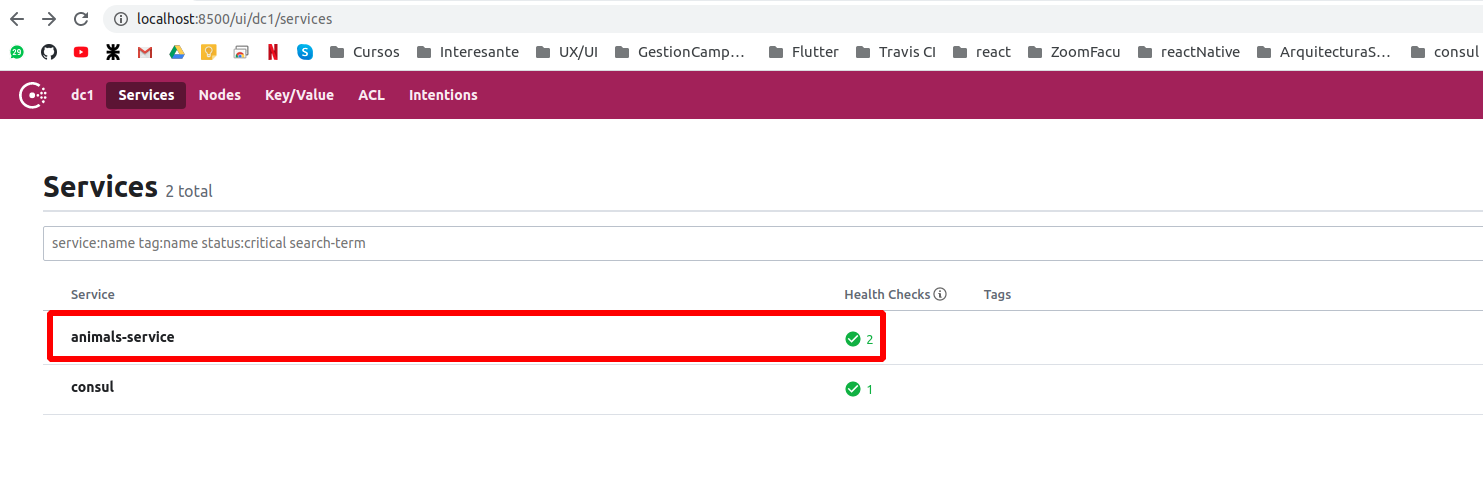 localhost:8500/ui/dc1/services
29 Cursos Interesante UX/UI GestionCamp... Flutter Travis CI react ZoomFacu reactNative ArquitecturaS... consul
dc1 Services Nodes Key/Value ACL Intentions
Services 2 total
service:name tag:name status:critical search-term
Service Health Checks Tags
animals-service 2
consul 1